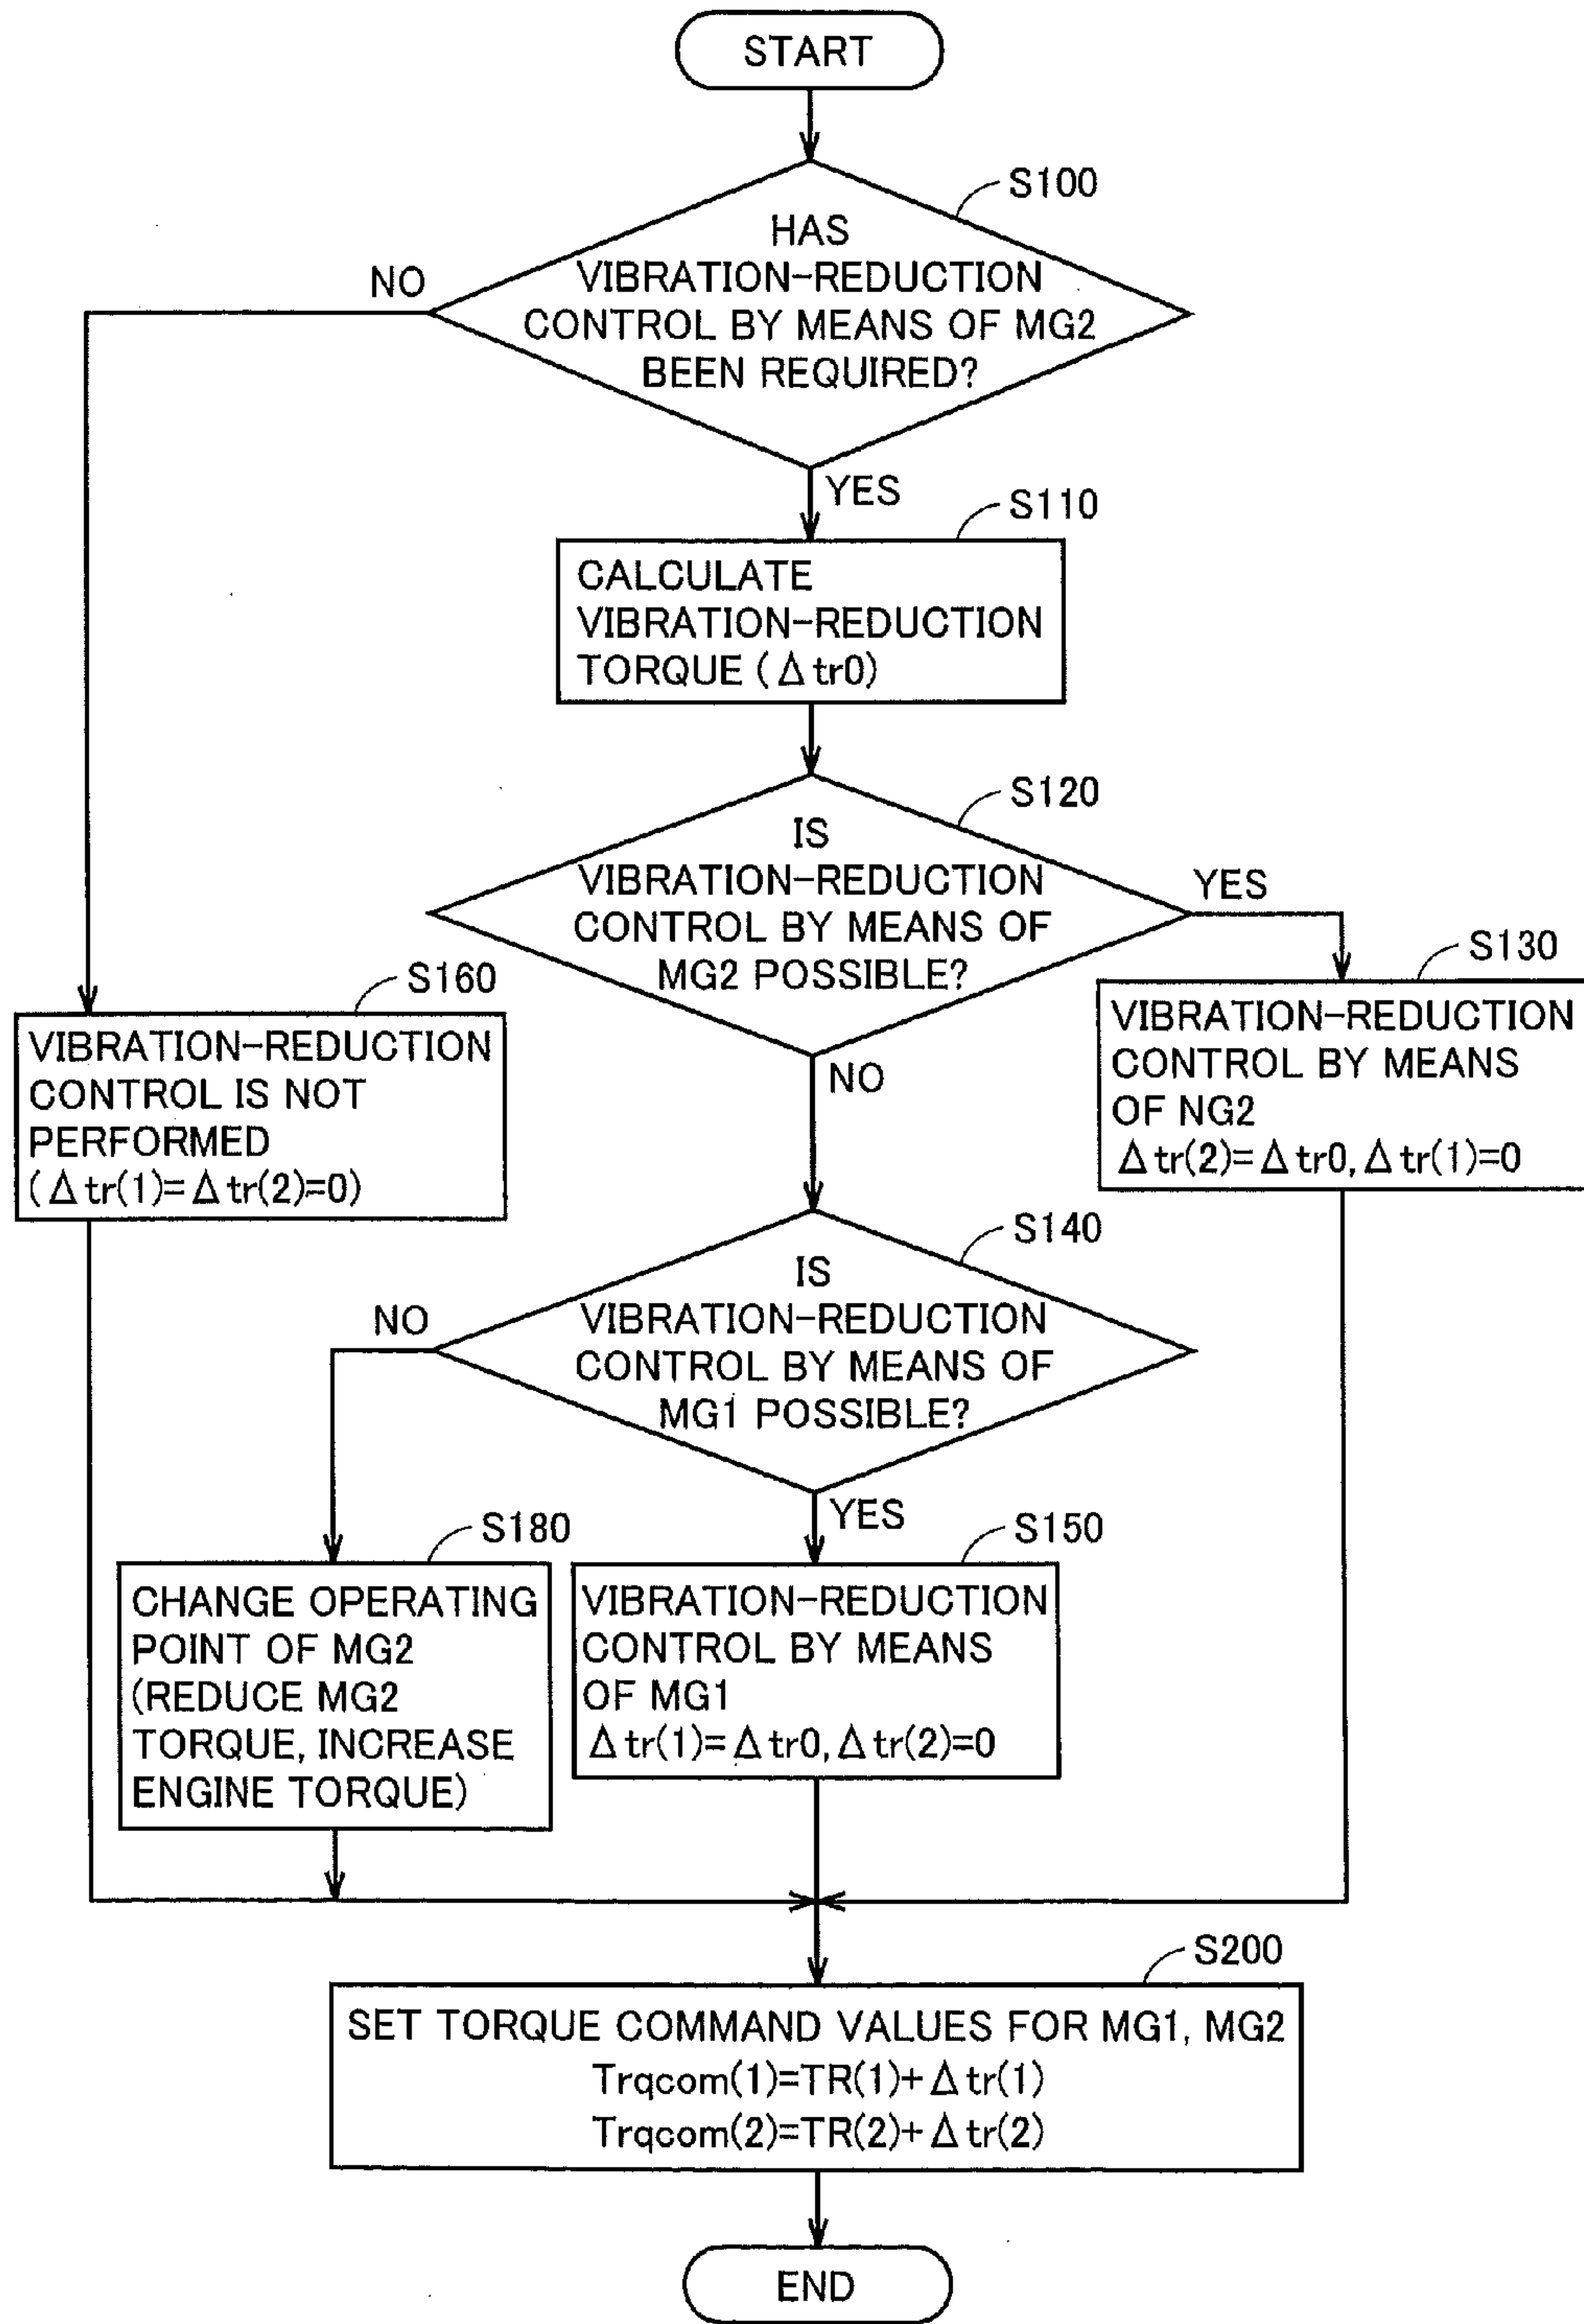 START
S100
HAS
VIBRATION-REDUCTION
CONTROL BY MEANS OF MG2
BEEN REQUIRED?
NO
YES
S110
CALCULATE
VIBRATION-REDUCTION
TORQUE (Δtr0)
S120
IS
VIBRATION-REDUCTION
CONTROL BY MEANS OF
MG2 POSSIBLE?
YES
NO
S130
VIBRATION-REDUCTION
CONTROL BY MEANS
OF NG2
Δtr(2)=Δtr0, Δtr(1)=0
S160
VIBRATION-REDUCTION
CONTROL IS NOT
PERFORMED
(Δtr(1)=Δtr(2)=0)
S140
IS
VIBRATION-REDUCTION
CONTROL BY MEANS OF
MG1 POSSIBLE?
NO
YES
S180
CHANGE OPERATING
POINT OF MG2
(REDUCE MG2
TORQUE, INCREASE
ENGINE TORQUE)
S150
VIBRATION-REDUCTION
CONTROL BY MEANS
OF MG1
Δtr(1)=Δtr0, Δtr(2)=0
S200
SET TORQUE COMMAND VALUES FOR MG1, MG2
Trqcom(1)=TR(1)+Δtr(1)
Trqcom(2)=TR(2)+Δtr(2)
END